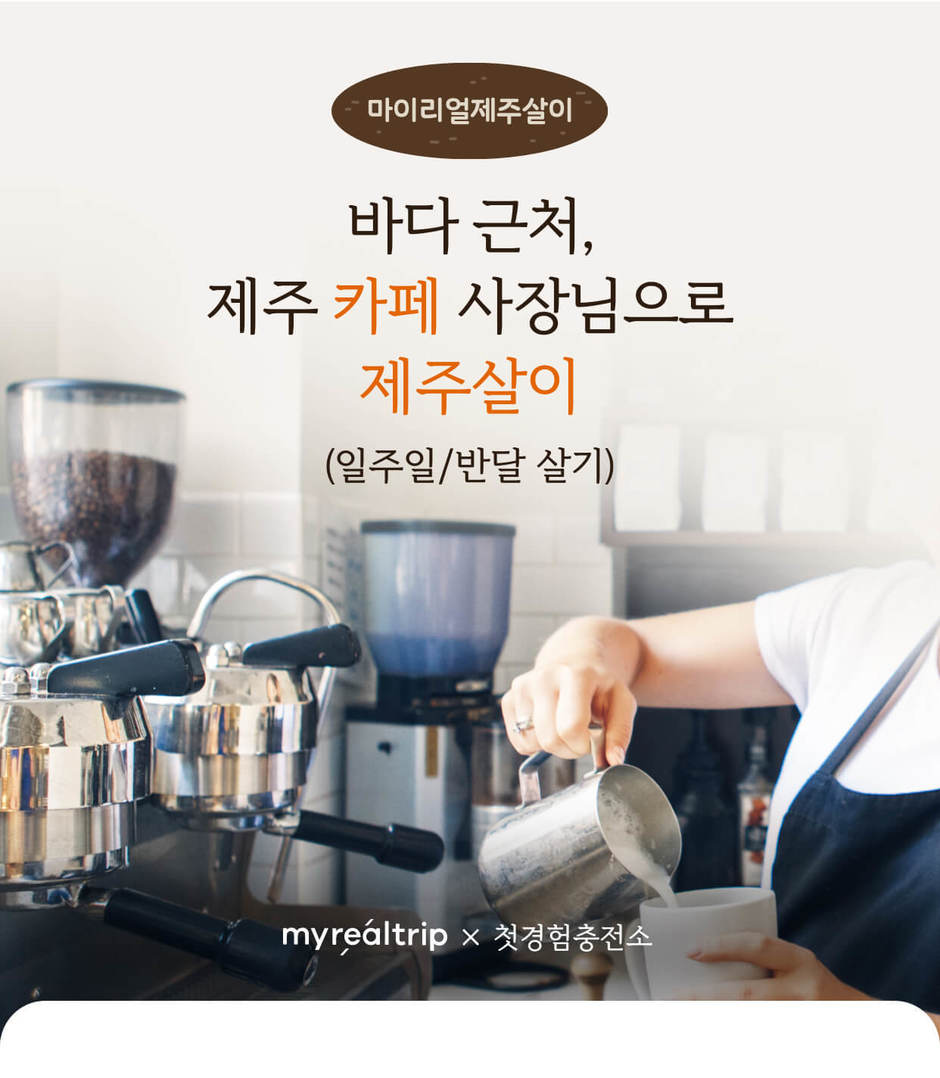 마이리얼제주살이
바다 근처,
제주 카페 사장님으로
제주살이
(일주일/반달 살기)
myrealtrip × 첫경험충전소